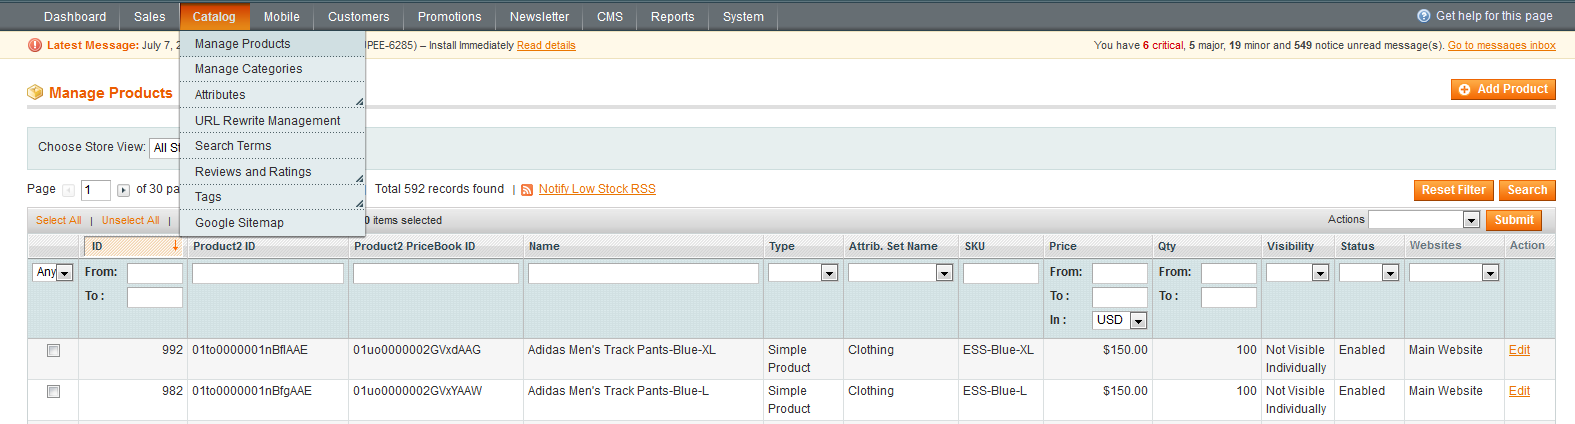 Dashboard Sales Catalog Mobile Customers Promotions Newsletter CMS Reports System Get help for this page
Latest Message: July 7, 2 PEE-6285) – Install Immediately Read details You have 6 critical, 5 major, 19 minor and 549 notice unread message(s). Go to messages inbox
Manage Products
Manage Categories
Attributes
URL Rewrite Management
Search Terms
Reviews and Ratings
Tags
Google Sitemap
Manage Products Add Product
Choose Store View: All St
Page 1 of 30 pa Total 592 records found | Notify Low Stock RSS Reset Filter Search
Select All | Unselect All | 0 items selected Actions Submit
ID Product2 ID Product2 PriceBook ID Name Type Attrib. Set Name SKU Price Qty Visibility Status Websites Action
Any From: From: From:
To : To : To :
In : USD
992 01to0000001nBflAAE 01uo0000002GVxdAAG Adidas Men's Track Pants-Blue-XL Simple Product Clothing ESS-Blue-XL $150.00 100 Not Visible Individually Enabled Main Website Edit
982 01to0000001nBfgAAE 01uo0000002GVxYAAW Adidas Men's Track Pants-Blue-L Simple Product Clothing ESS-Blue-L $150.00 100 Not Visible Individually Enabled Main Website Edit